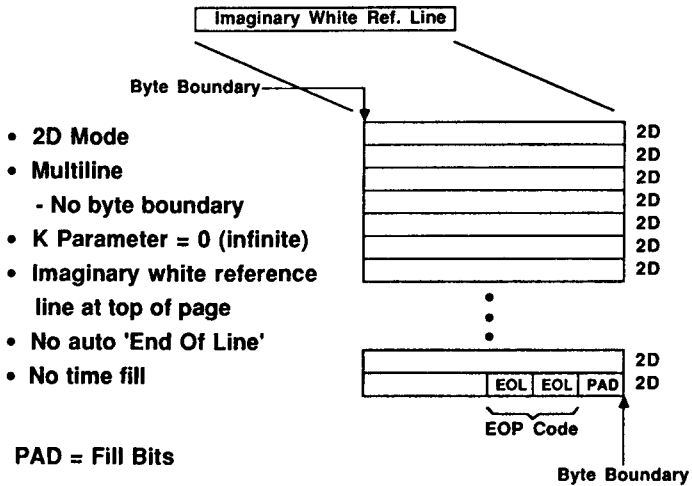 Imaginary White Ref. Line
Byte Boundary
• 2D Mode
• Multiline
- No byte boundary
• K Parameter = 0 (infinite)
• Imaginary white reference
line at top of page
• No auto 'End Of Line'
• No time fill
PAD = Fill Bits
2D
2D
2D
2D
2D
2D
2D
2D
EOL EOL PAD 2D
EOP Code
Byte Boundary